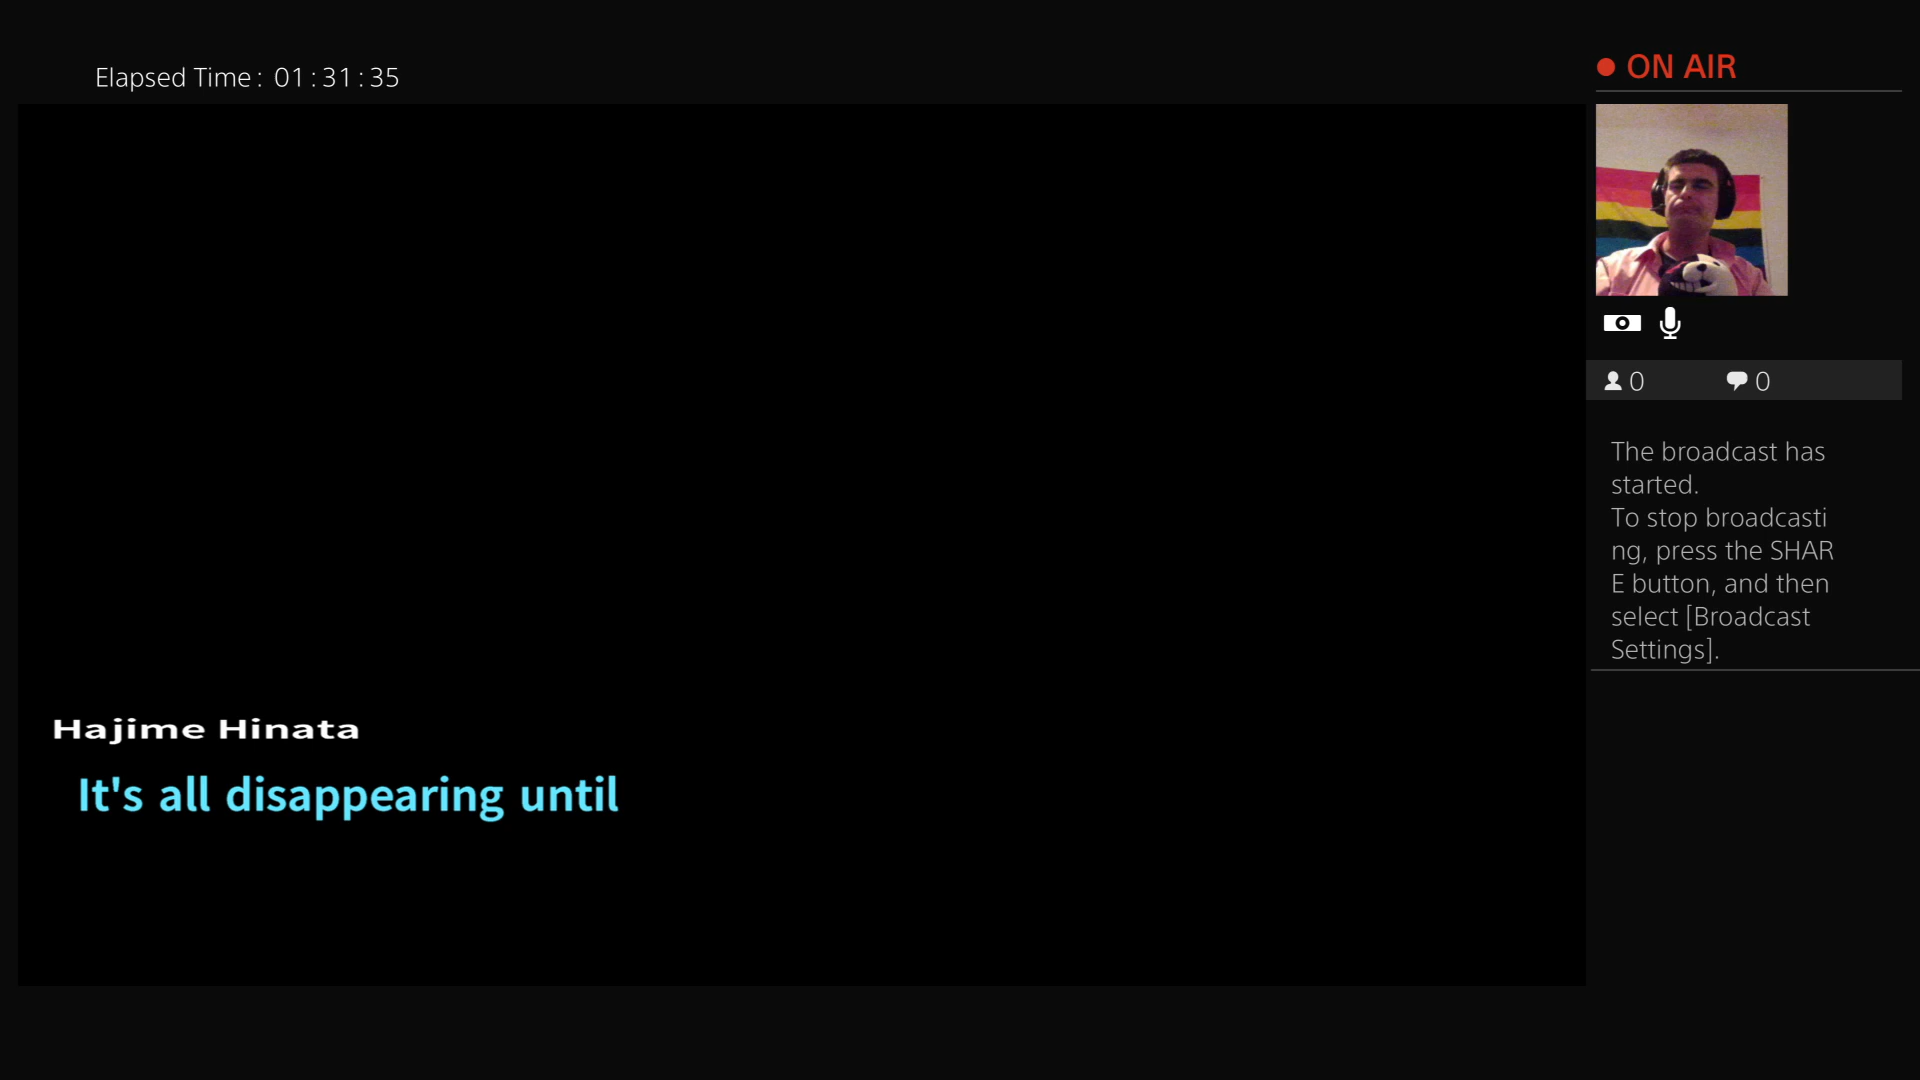 Elapsed Time: 01:31:35
ON AIR
0 0
The broadcast has
started.
To stop broadcasti
ng, press the SHAR
E button, and then
select [Broadcast
Settings].
Hajime Hinata
It's all disappearing until